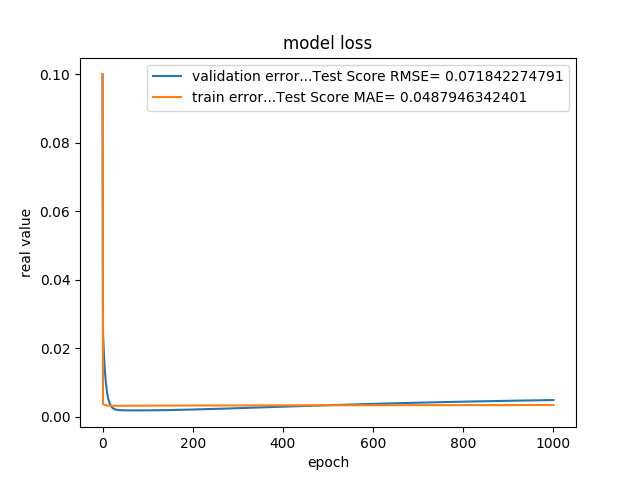 model loss
validation error...Test Score RMSE= 0.071842274791
train error...Test Score MAE= 0.0487946342401
real value
0.10
0.08
0.06
0.04
0.02
0.00
0 200 400 600 800 1000
epoch